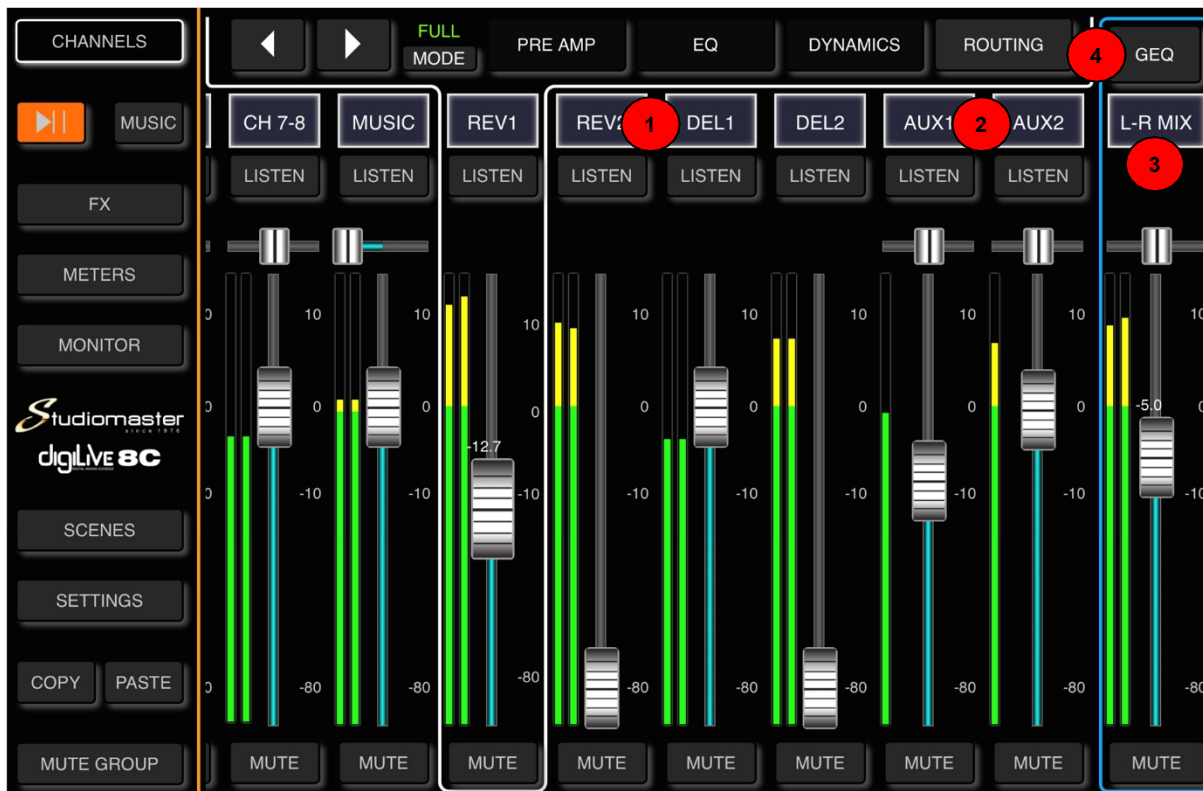 CHANNELS
FULL
MODE
PRE AMP
EQ
DYNAMICS
ROUTING
4
GEQ
MUSIC
CH 7-8
MUSIC
REV1
REV2
1
DEL1
DEL2
AUX1
2
AUX2
L-R MIX
LISTEN
LISTEN
LISTEN
LISTEN
LISTEN
LISTEN
LISTEN
LISTEN
3
FX
METERS
MONITOR
Studiomaster
since 1976
digiLiVE 8C
SCENES
SETTINGS
COPY
PASTE
MUTE GROUP
10
10
10
10
10
10
10
10
10
0
0
0
0
0
0
0
0
0
-12.7
-5.0
-10
-10
-10
-10
-10
-10
-10
-10
-10
-80
-80
-80
-80
-80
-80
-80
-80
-80
MUTE
MUTE
MUTE
MUTE
MUTE
MUTE
MUTE
MUTE
MUTE